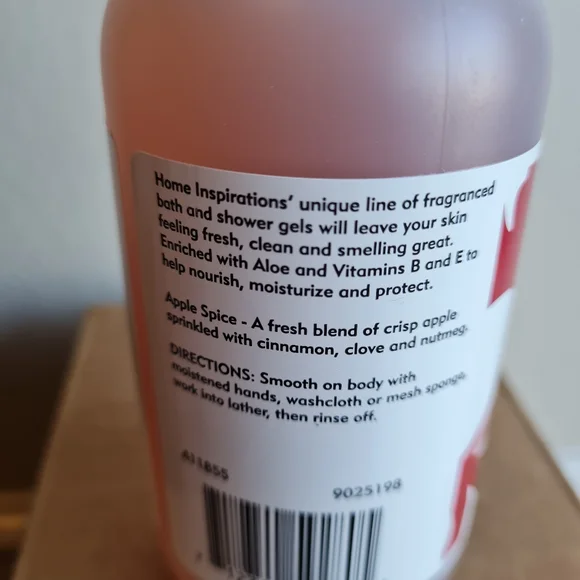 Home Inspirations' unique line of fragranced
bath and shower gels will leave your skin
feeling fresh, clean and smelling great.
Enriched with Aloe and Vitamins B and E to
help nourish, moisturize and protect.
Apple Spice - A fresh blend of crisp apple
sprinkled with cinnamon, clove and nutmeg.
DIRECTIONS: Smooth on body with
moistened hands, washcloth or mesh sponge,
work into lather, then rinse off.
A11855
9025198